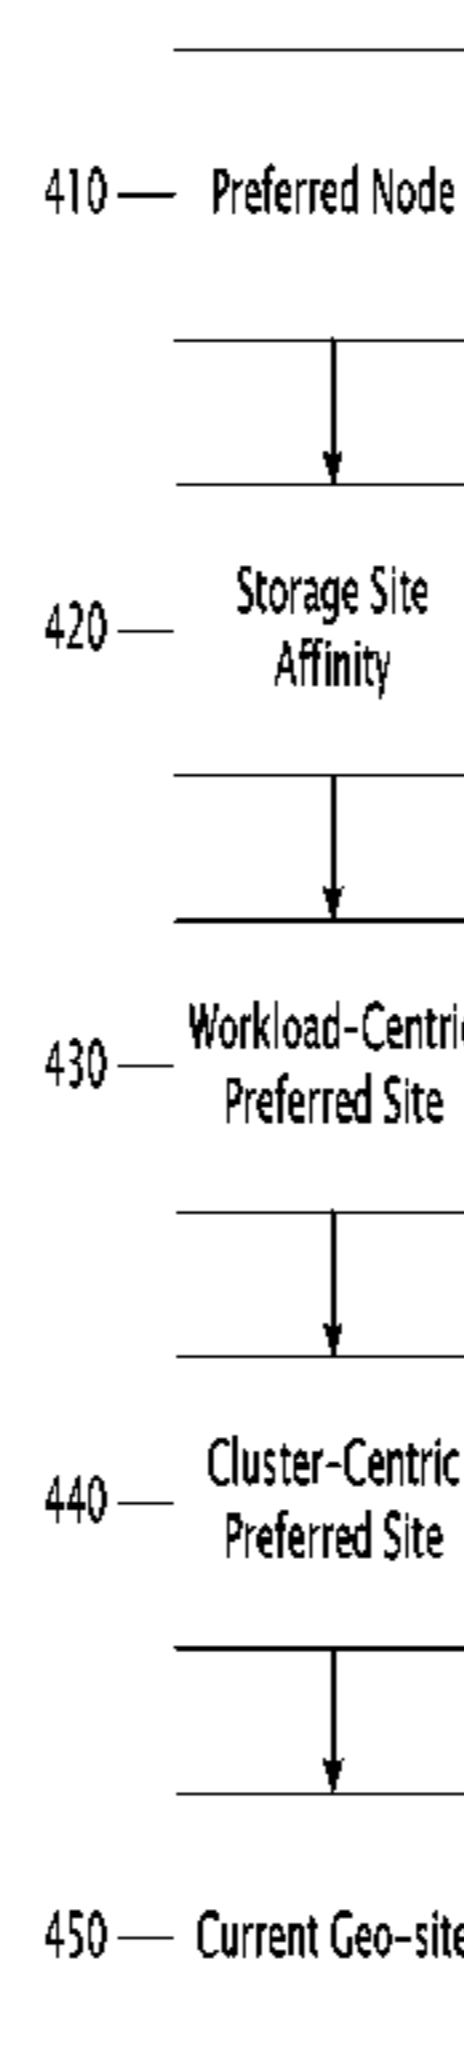 410 Preferred Node
Storage Site
420
Affinity
Workload-Centric
430
Preferred Site
Cluster-Centric
440
Preferred Site
450 Current Geo-site